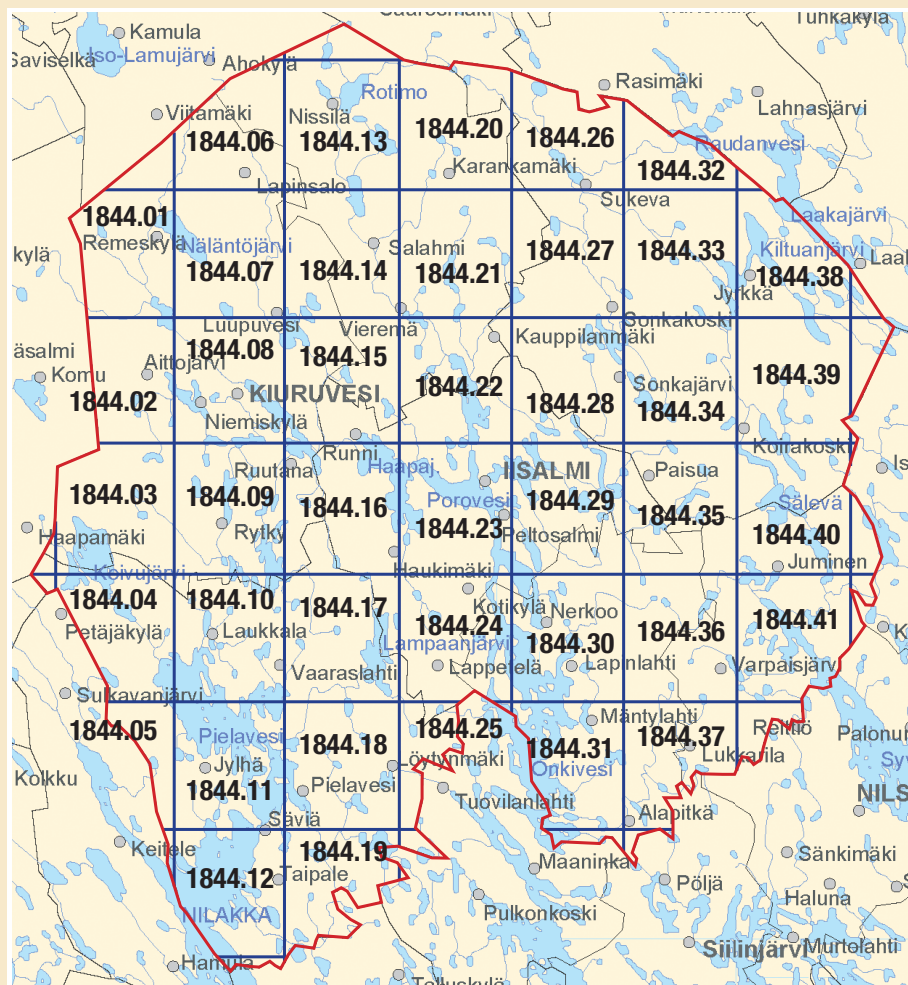 Kamula
Saviselkä
Iso-Lamujärvi
Ahokylä
Tuhkakylä
Rasimäki
Rotimo
Lahnasjärvi
Viitamäki
Nissilä
1844.06
1844.13
1844.20
1844.26
Raudanvesi
Karankamäki
1844.32
Lapinsalo
Sukeva
1844.01
Laakajärvi
Remeskylä
Näläntöjärvi
Salahmi
1844.27
1844.33
Kiltuanjärvi
kylä
1844.07
1844.14
1844.21
1844.38
Jyrkkä
Luupuvesi
Vieremä
Sonkakoski
Kauppilanmäki
1844.08
1844.15
äsalmi
Aittojärvi
Komu
1844.22
Sonkajärvi
1844.39
1844.02
KIURUVESI
1844.28
1844.34
Niemiskylä
Runni
Koirakoski
Ruutana
Haapaj.
IISALMI
Paisua
1844.03
1844.09
1844.16
Porovesi
1844.29
Sälevä
1844.35
Haapamäki
Rytky
1844.23
Peltosalmi
1844.40
Koivujärvi
Haukimäki
Juminen
1844.04
1844.10
1844.17
Kotikylä
Nerkoo
1844.41
Petäjäkylä
Laukkala
1844.24
1844.36
Lampaanjärvi
1844.30
Vaaraslahti
Lappetelä
Lapinlahti
Varpaisjärvi
Sulkavanjärvi
1844.05
1844.25
Mäntylahti
Reittiö
Pielavesi
1844.18
1844.31
1844.37
Lukkarila
Jylhä
Löytynmäki
Onkivesi
Kolkku
1844.11
Pielavesi
Tuovilanlahti
NILS
Säviä
Alapitkä
Keitele
1844.19
Maaninka
Sänkimäki
1844.12
Taipale
Pöljä
Haluna
NILAKKA
Pulkonkoski
Siilinjärvi
Murtolahti
Hamula